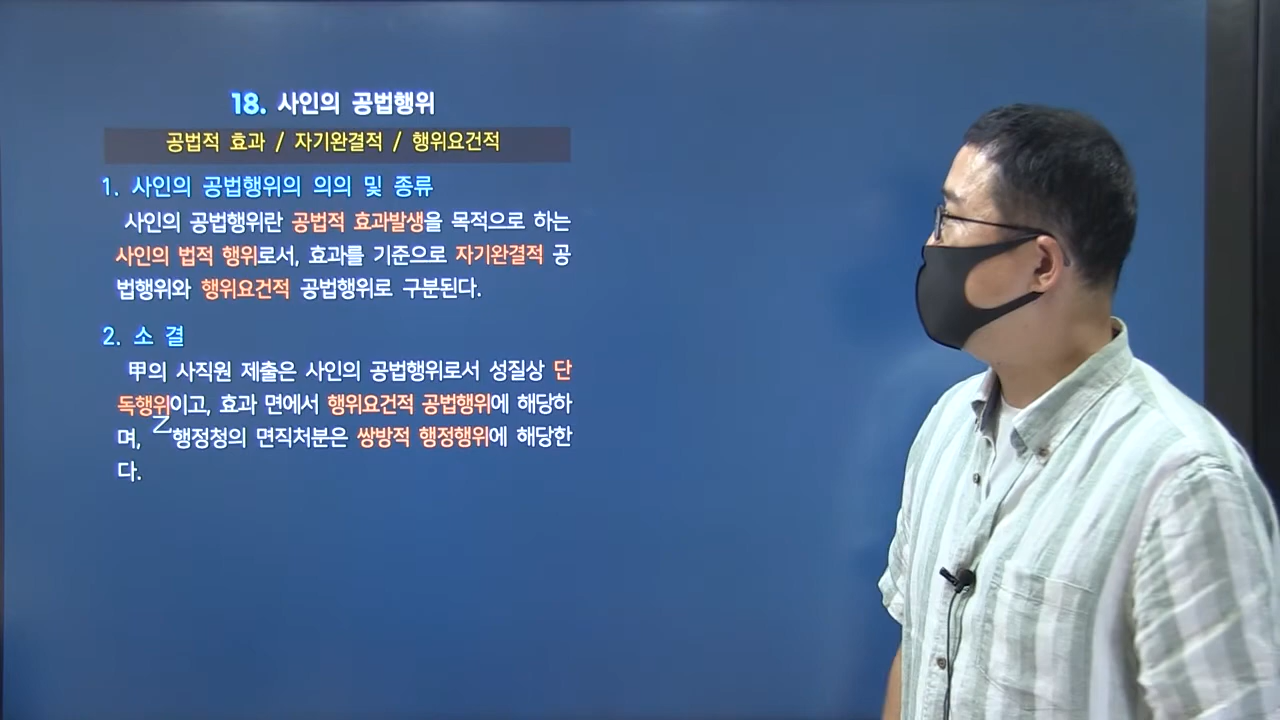 18. 사인의 공법행위
공법적 효과 / 자기완결적 / 행위요건적
1. 사인의 공법행위의 의의 및 종류
사인의 공법행위란 공법적 효과발생을 목적으로 하는
사인의 법적 행위로서, 효과를 기준으로 자기완결적 공
법행위와 행위요건적 공법행위로 구분된다.
2. 소 결
甲의 사직원 제출은 사인의 공법행위로서 성질상 단
독행위이고, 효과 면에서 행위요건적 공법행위에 해당하
며, 乙행정청의 면직처분은 쌍방적 행정행위에 해당한
다.